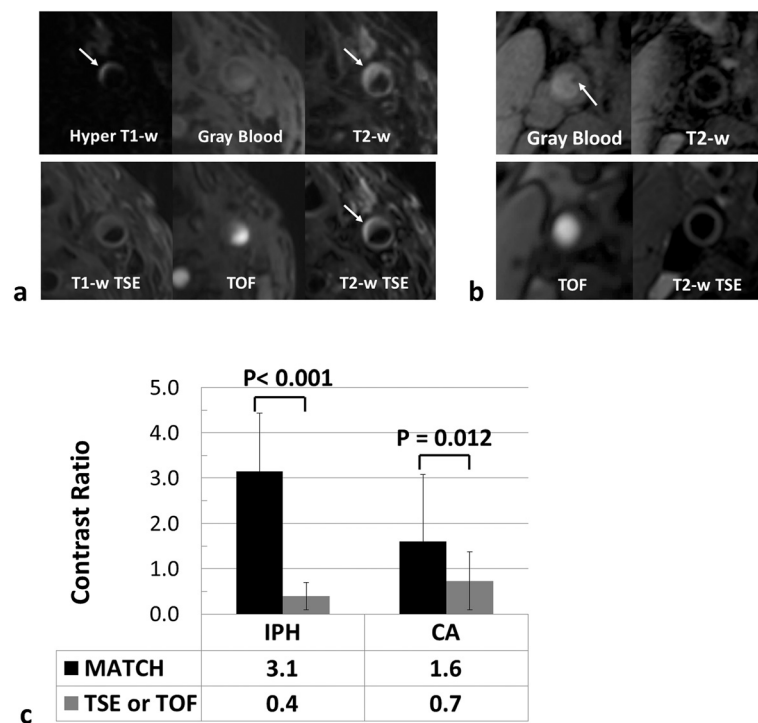 Hyper T1-w Gray Blood T2-w
T1-w TSE TOF T2-w TSE
a
Gray Blood T2-w
TOF T2-w TSE
b
P< 0.001
P = 0.012
Contrast Ratio
5.0
4.0
3.0
2.0
1.0
0.0
IPH CA
MATCH 3.1 1.6
TSE or TOF 0.4 0.7
c